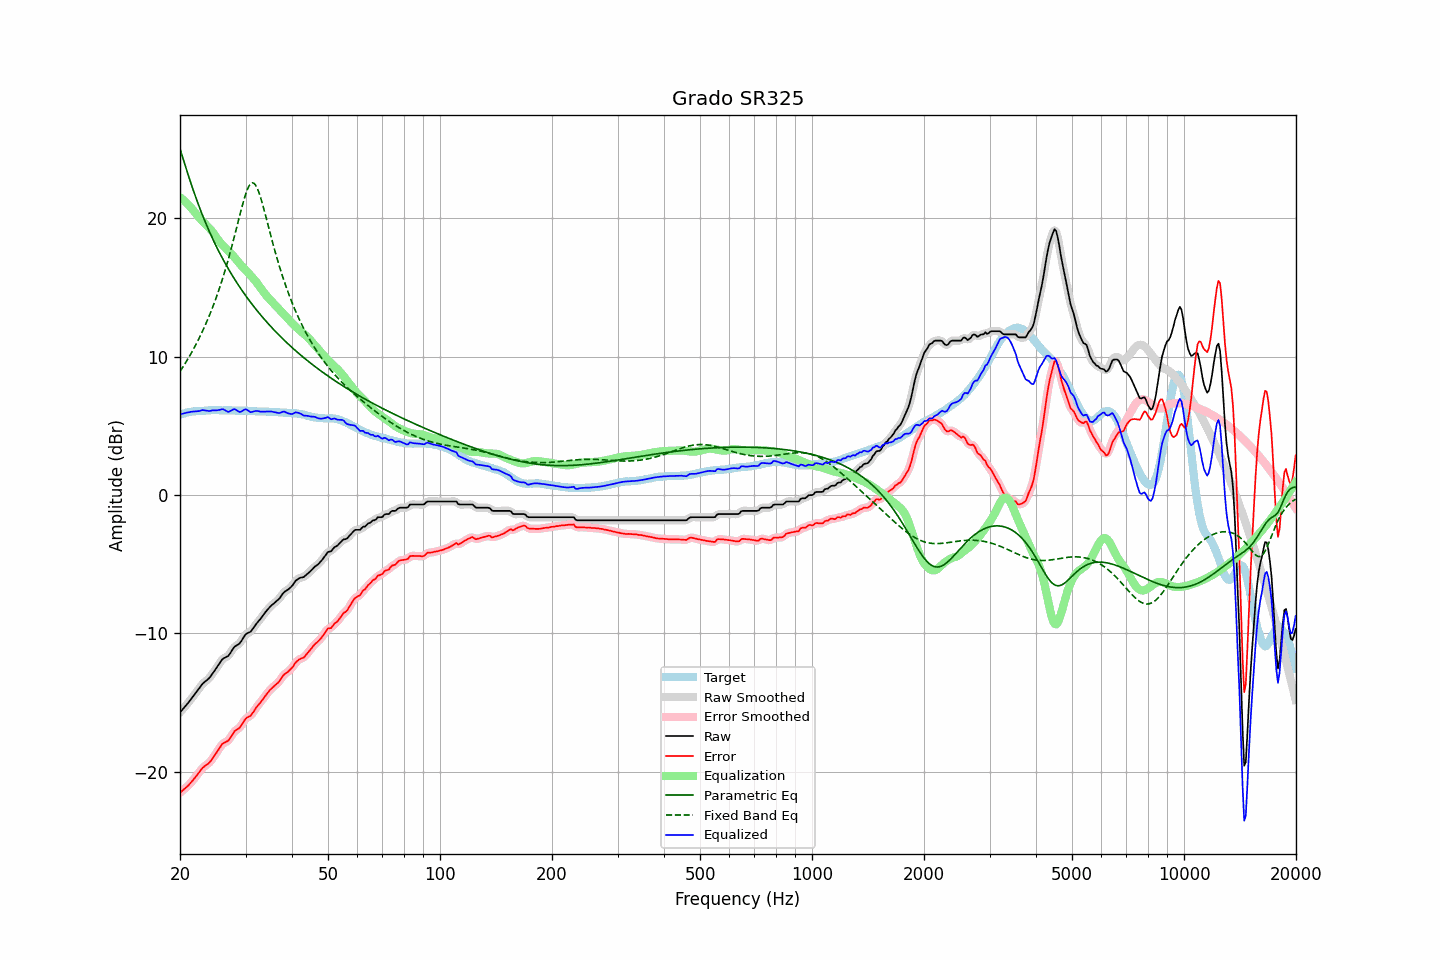 Grado SR325
Amplitude (dBr)
20
10
0
−10
−20
20
50
100
200
500
1000
2000
5000
10000
20000
Frequency (Hz)
Target
Raw Smoothed
Error Smoothed
Raw
Error
Equalization
Parametric Eq
Fixed Band Eq
Equalized